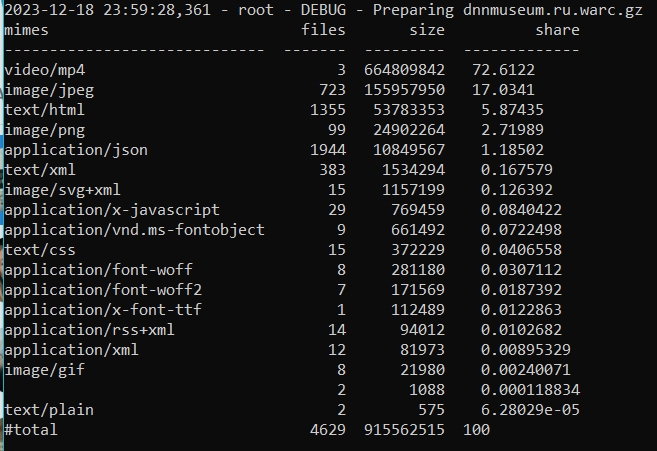 2023-12-18 23:59:28,361 - root - DEBUG - Preparing dnnmuseum.ru.warc.gz
mimes                          files       size          share
-----------------------------  -------  ---------  -------------
video/mp4                            3  664809842   72.6122
image/jpeg                         723  155957950   17.0341
text/html                         1355   53783353    5.87435
image/png                           99   24902264    2.71989
application/json                  1944   10849567    1.18502
text/xml                           383    1534294    0.167579
image/svg+xml                       15    1157199    0.126392
application/x-javascript            29     769459    0.0840422
application/vnd.ms-fontobject        9     661492    0.0722498
text/css                            15     372229    0.0406558
application/font-woff                8     281180    0.0307112
application/font-woff2               7     171569    0.0187392
application/x-font-ttf               1     112489    0.0122863
application/rss+xml                 14      94012    0.0102682
application/xml                     12      81973    0.00895329
image/gif                            8      21980    0.00240071
                                     2       1088    0.000118834
text/plain                           2        575    6.28029e-05
#total                            4629  915562515  100